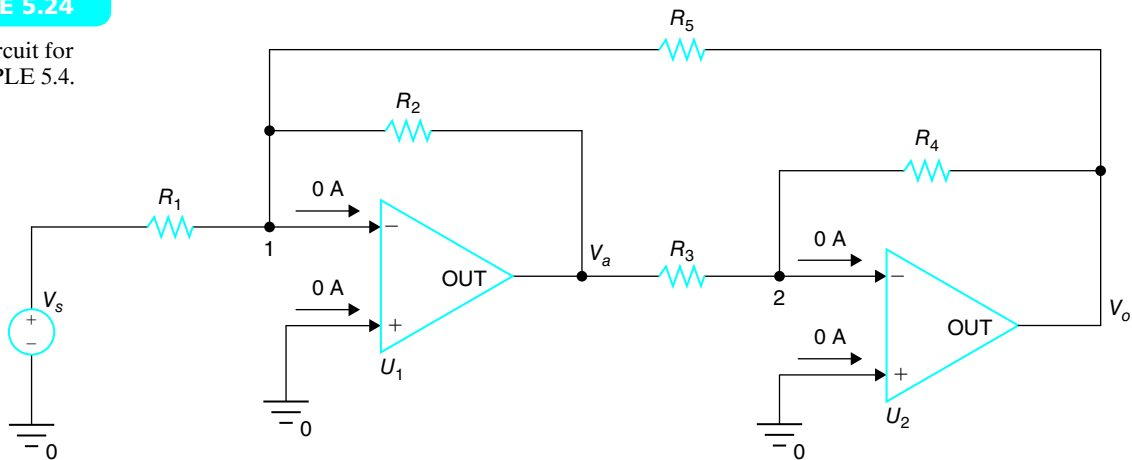 E 5.24
rcuit for
PLE 5.4.
R5
R2
R4
R1
0 A
1
−
OUT
Va
R3
0 A
2
−
Vs
+
−
0 A
+
U1
OUT
Vo
0 A
+
U2
0
0
0